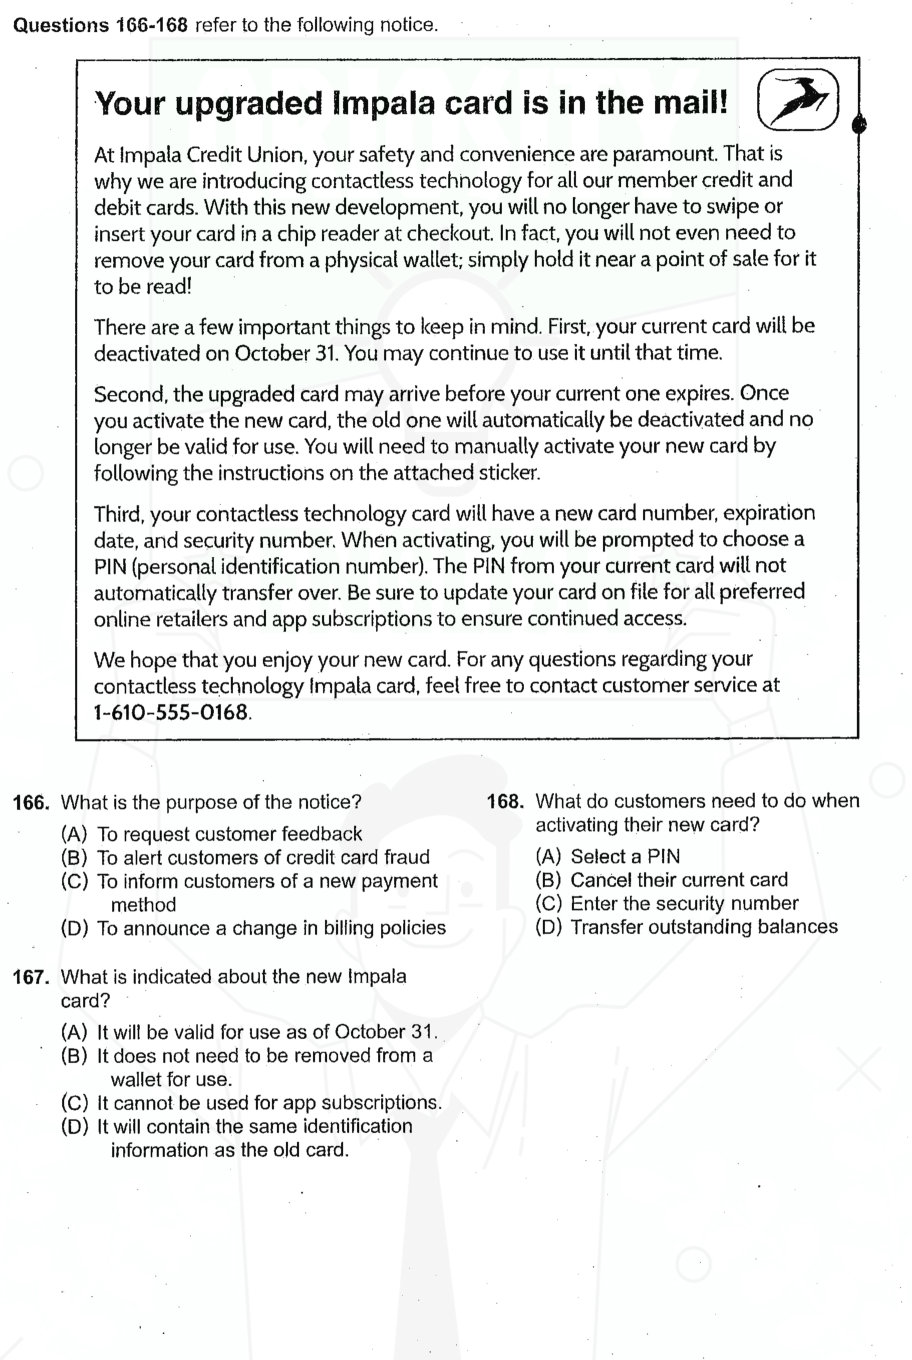 Questions 166-168 refer to the following notice.
Your upgraded Impala card is in the mail!
At Impala Credit Union, your safety and convenience are paramount. That is
why we are introducing contactless technology for all our member credit and
debit cards. With this new development, you will no longer have to swipe or
insert your card in a chip reader at checkout. In fact, you will not even need to
remove your card from a physical wallet; simply hold it near a point of sale for it
to be read!
There are a few important things to keep in mind. First, your current card will be
deactivated on October 31. You may continue to use it until that time.
Second, the upgraded card may arrive before your current one expires. Once
you activate the new card, the old one will automatically be deactivated and no
longer be valid for use. You will need to manually activate your new card by
following the instructions on the attached sticker.
Third, your contactless technology card will have a new card number, expiration
date, and security number. When activating, you will be prompted to choose a
PIN (personal identification number). The PIN from your current card will not
automatically transfer over. Be sure to update your card on file for all preferred
online retailers and app subscriptions to ensure continued access.
We hope that you enjoy your new card. For any questions regarding your
contactless technology Impala card, feel free to contact customer service at
1-610-555-0168.
166. What is the purpose of the notice?
(A) To request customer feedback
(B) To alert customers of credit card fraud
(C) To inform customers of a new payment
method
(D) To announce a change in billing policies
167. What is indicated about the new Impala
card?
(A) It will be valid for use as of October 31.
(B) It does not need to be removed from a
wallet for use.
(C) It cannot be used for app subscriptions.
(D) It will contain the same identification
information as the old card.
168. What do customers need to do when
activating their new card?
(A) Select a PIN
(B) Cancel their current card
(C) Enter the security number
(D) Transfer outstanding balances